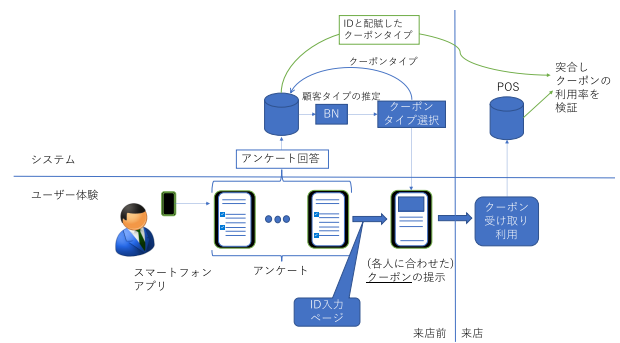 IDと配賦した
クーポンタイプ
クーポンタイプ
突合し
クーポンの
利用率を
検証
POS
顧客タイプの推定
BN
クーポン
タイプ選択
アンケート回答
システム
ユーザー体験
クーポン
受け取り
利用
スマートフォン
アプリ
アンケート
(各人に合わせた)
クーポンの提示
ID入力
ページ
来店前
来店